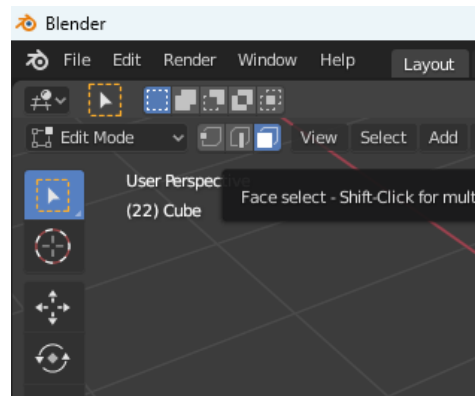 Blender
File Edit Render Window Help Layout
Edit Mode View Select Add
User Perspec
Face select - Shift-Click for mult
(22) Cube